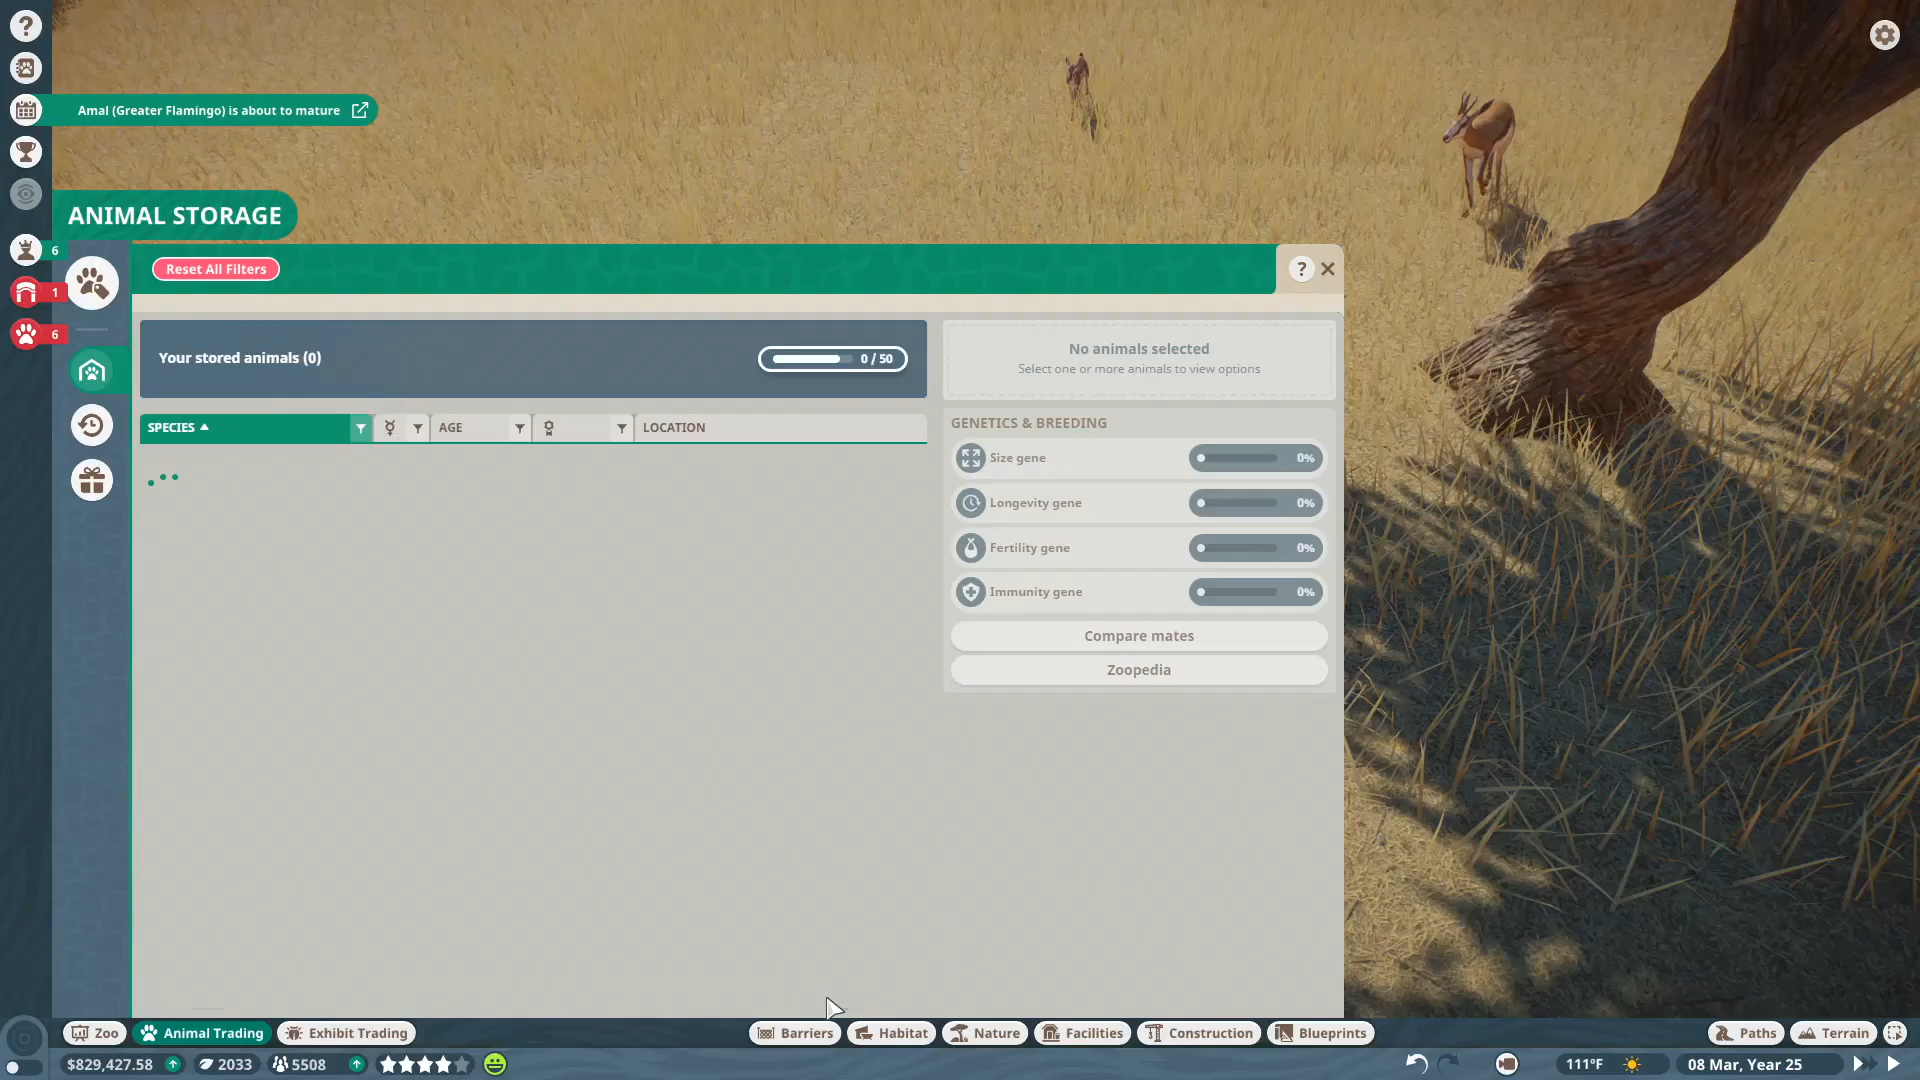 ?
Amal (Greater Flamingo) is about to mature
ANIMAL STORAGE
6
1
6
Reset All Filters
?
Your stored animals (0)
0 / 50
No animals selected
Select one or more animals to view options
SPECIES
AGE
LOCATION
GENETICS & BREEDING
Size gene
0%
Longevity gene
0%
Fertility gene
0%
Immunity gene
0%
Compare mates
Zoopedia
Zoo
Animal Trading
Exhibit Trading
Barriers
Habitat
Nature
Facilities
Construction
Blueprints
Paths
Terrain
$829,427.58
2033
5508
111°F
08 Mar, Year 25